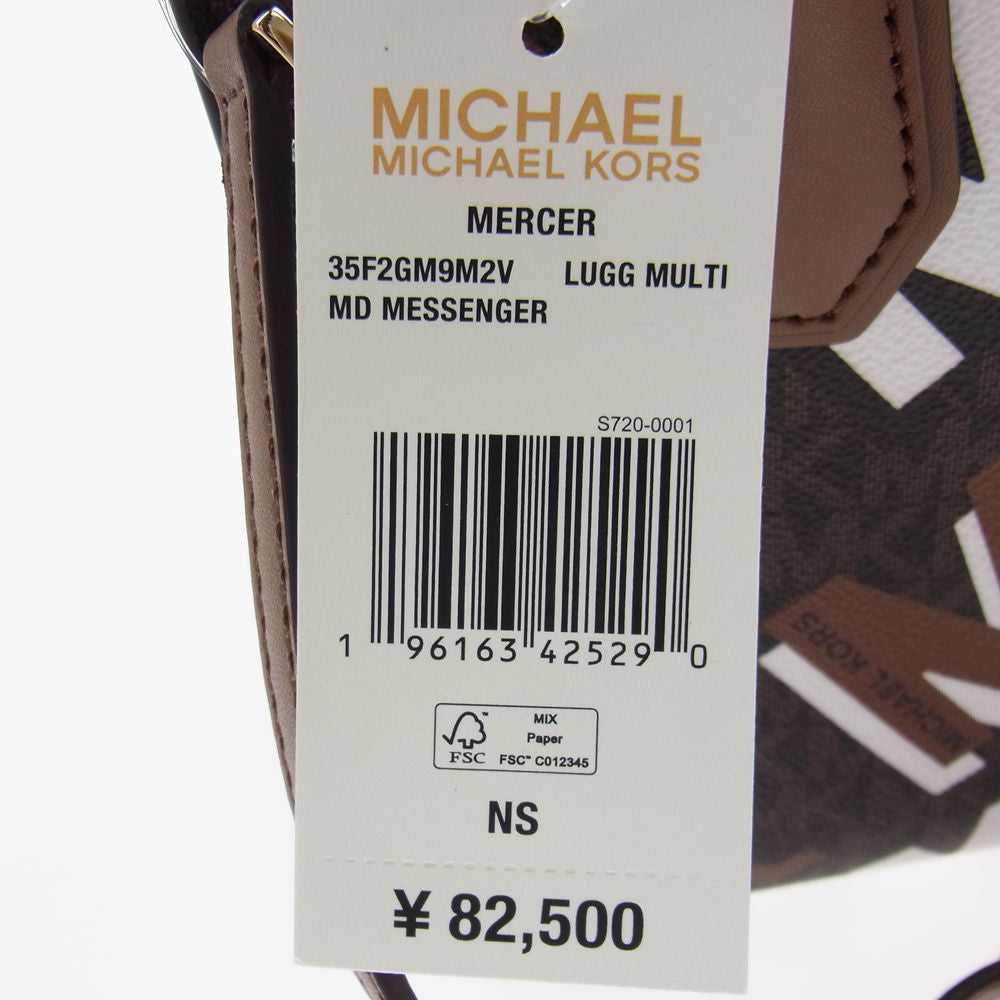 MICHAEL
MICHAEL KORS
MERCER
35F2GM9M2V LUGG MULTI
MD MESSENGER
S720-0001
1 96163 42529 0
MIX
Paper
FSC™ C012345
FSC
NS
¥ 82,500
MICHAEL KORS